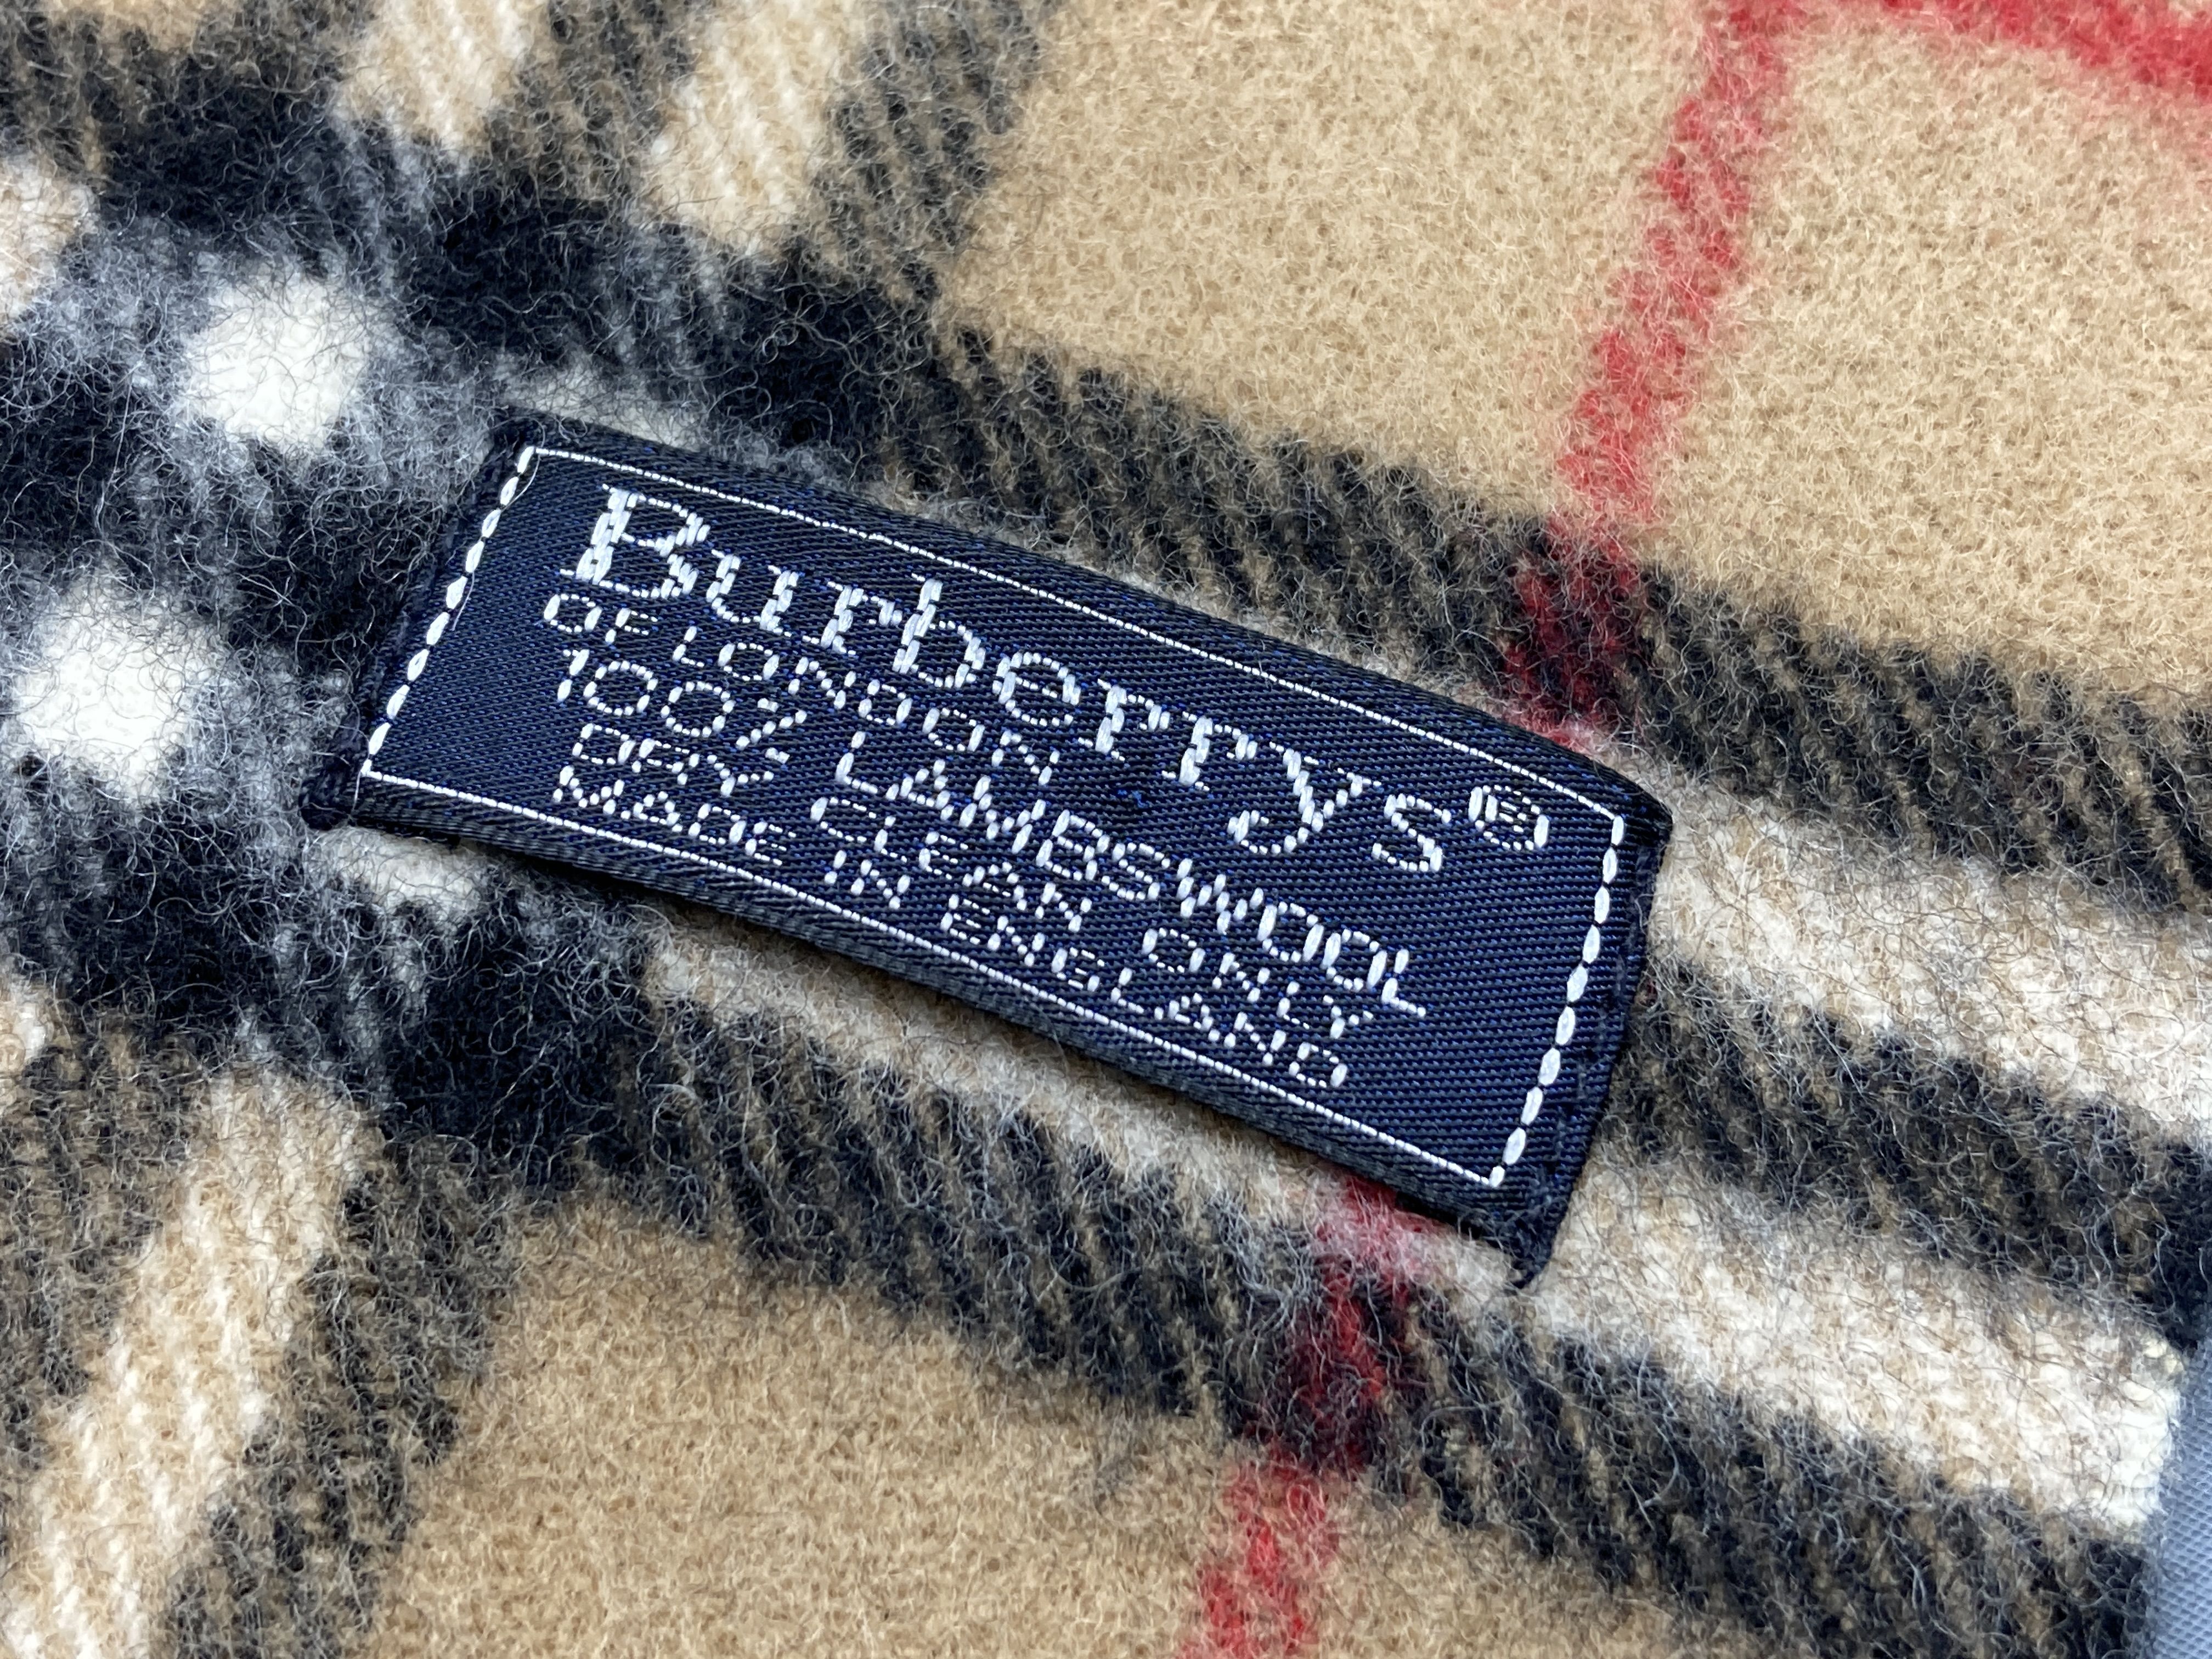 Burberrys®
OF LONDON
100% LAMBSWOOL
DRY CLEAN ONLY
MADE IN ENGLAND